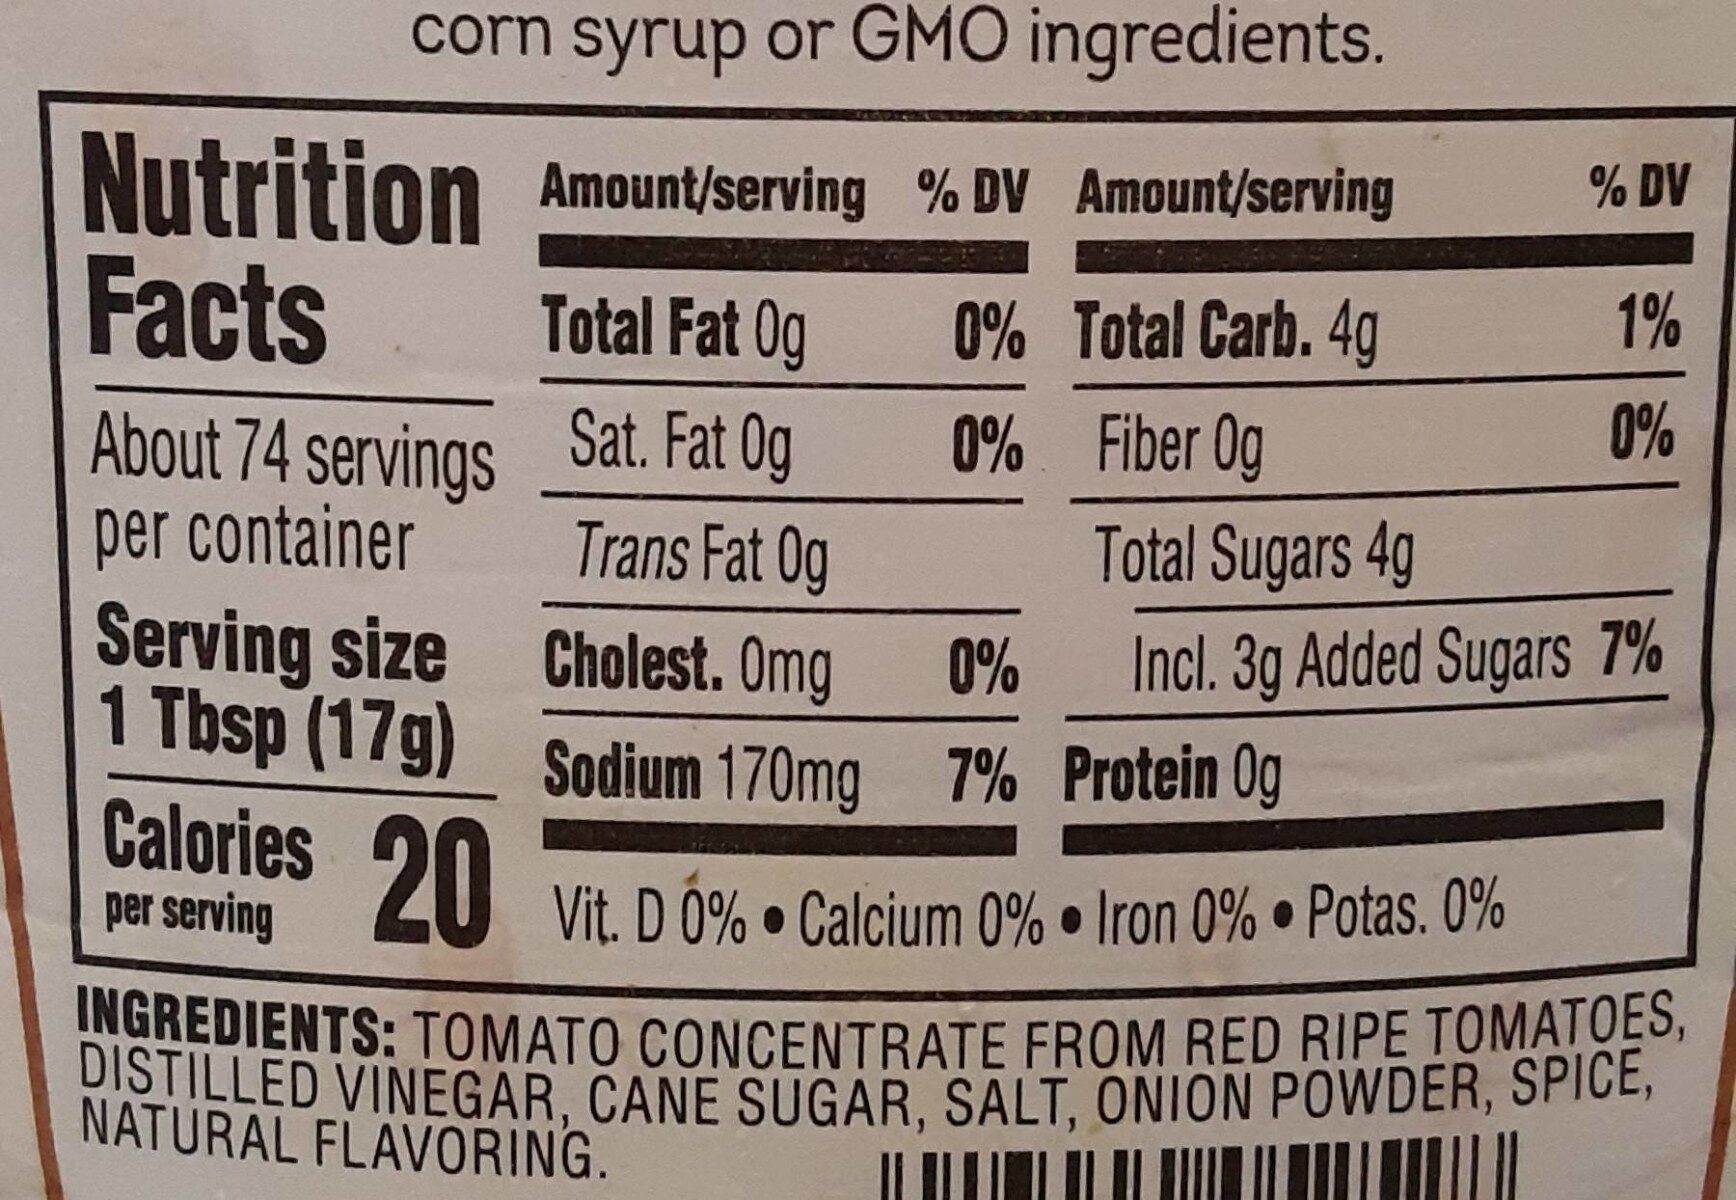 corn syrup or GMO ingredients.
Nutrition
Facts
About 74 servings
per container
Serving size
1 Tbsp (17g)
Calories 20
per serving
Amount/serving % DV
Total Fat 0g 0%
Sat. Fat 0g 0%
Trans Fat 0g
Cholest. 0mg 0%
Sodium 170mg 7%
Amount/serving % DV
Total Carb. 4g 1%
Fiber 0g 0%
Total Sugars 4g
Incl. 3g Added Sugars 7%
Protein 0g
Vit. D 0% • Calcium 0% • Iron 0% • Potas. 0%
INGREDIENTS: TOMATO CONCENTRATE FROM RED RIPE TOMATOES,
DISTILLED VINEGAR, CANE SUGAR, SALT, ONION POWDER, SPICE,
NATURAL FLAVORING.